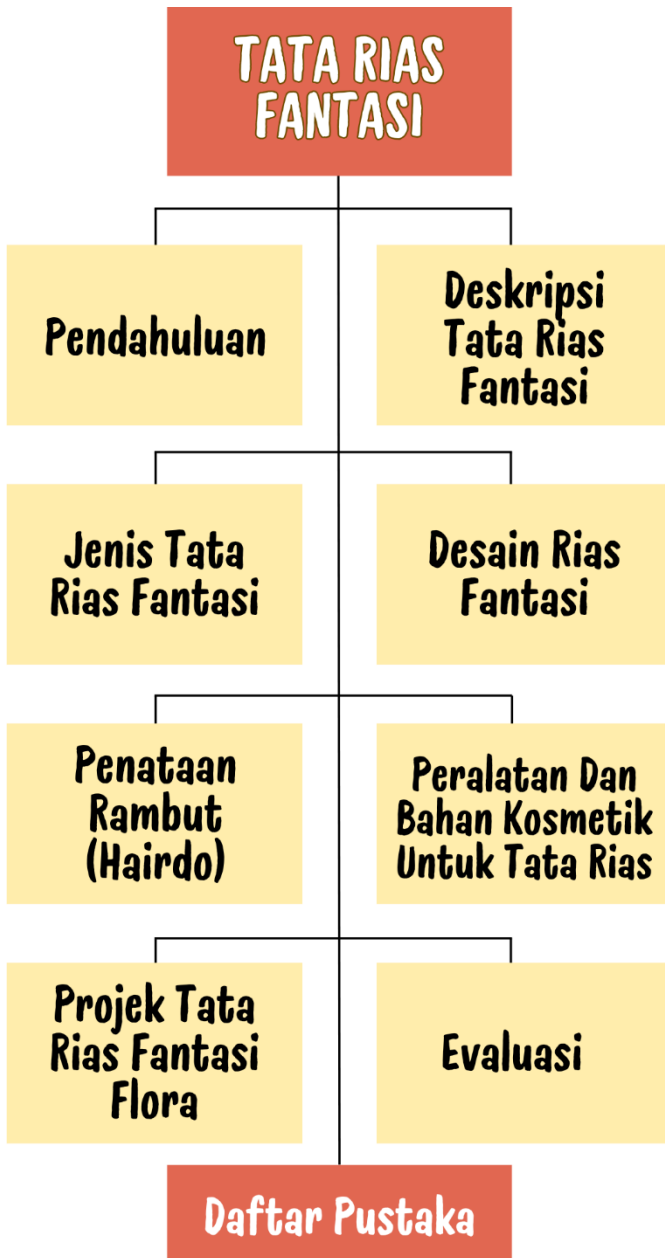 TATA RIAS
FANTASI
Pendahuluan
Deskripsi
Tata Rias
Fantasi
Jenis Tata
Rias Fantasi
Desain Rias
Fantasi
Penataan
Rambut
(Hairdo)
Peralatan Dan
Bahan Kosmetik
Untuk Tata Rias
Projek Tata
Rias Fantasi
Flora
Evaluasi
Daftar Pustaka